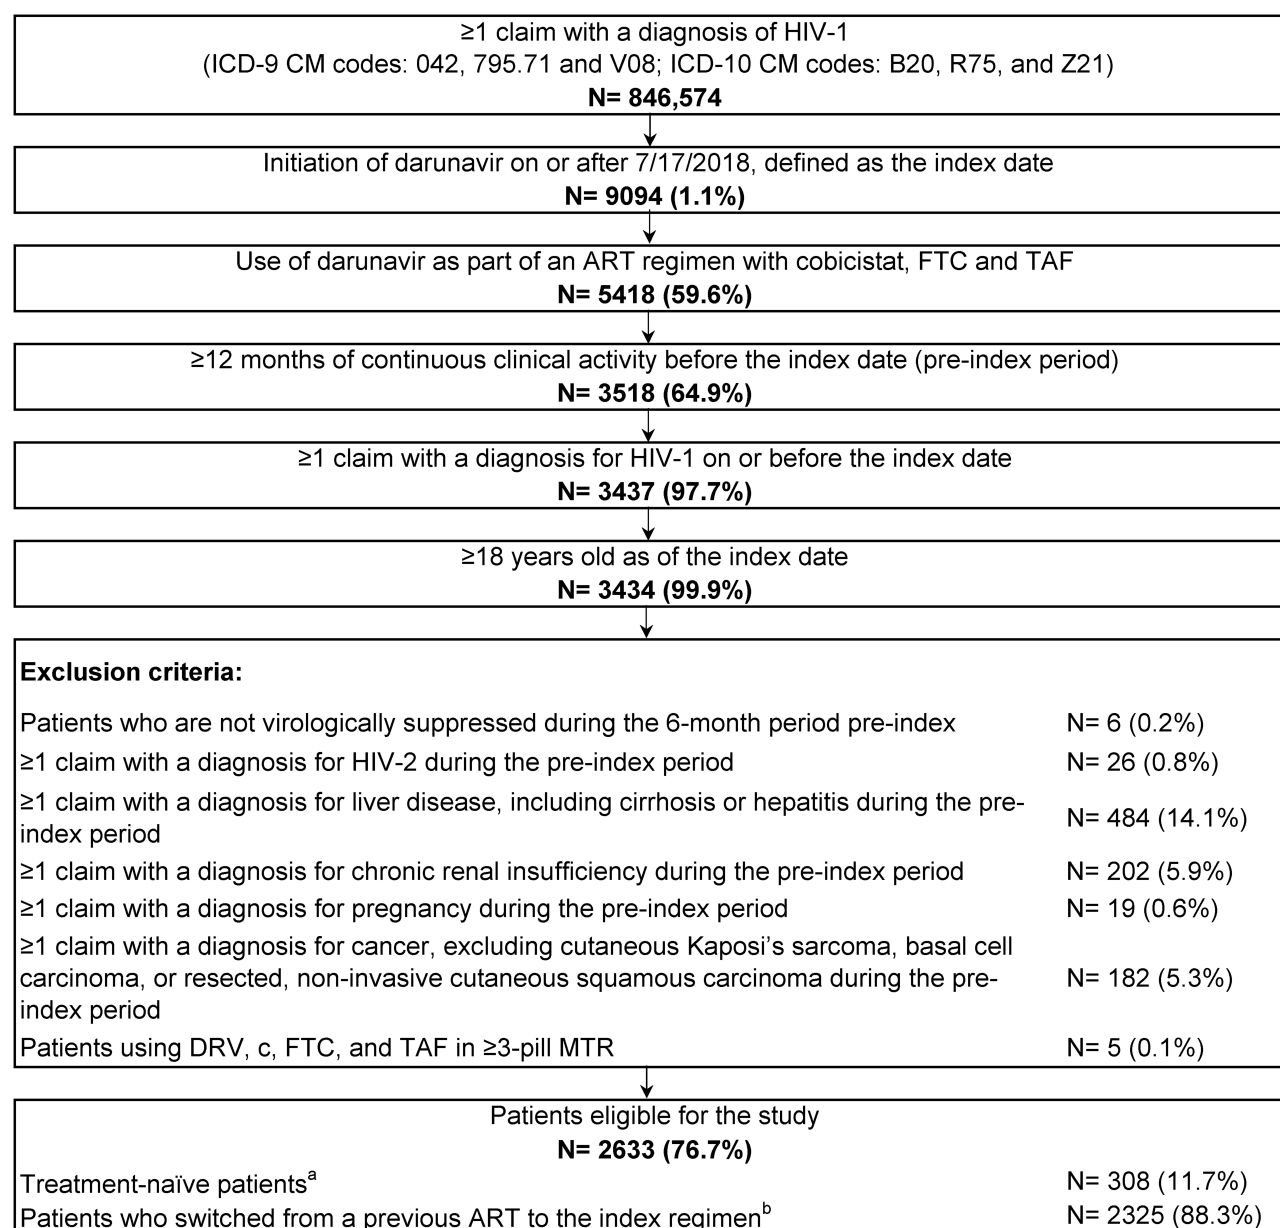 ≥1 claim with a diagnosis of HIV-1
(ICD-9 CM codes: 042, 795.71 and V08; ICD-10 CM codes: B20, R75, and Z21)
N= 846,574
Initiation of darunavir on or after 7/17/2018, defined as the index date
N= 9094 (1.1%)
Use of darunavir as part of an ART regimen with cobicistat, FTC and TAF
N= 5418 (59.6%)
≥12 months of continuous clinical activity before the index date (pre-index period)
N= 3518 (64.9%)
≥1 claim with a diagnosis for HIV-1 on or before the index date
N= 3437 (97.7%)
≥18 years old as of the index date
N= 3434 (99.9%)
Exclusion criteria:
Patients who are not virologically suppressed during the 6-month period pre-index N= 6 (0.2%)
≥1 claim with a diagnosis for HIV-2 during the pre-index period N= 26 (0.8%)
≥1 claim with a diagnosis for liver disease, including cirrhosis or hepatitis during the pre-
index period N= 484 (14.1%)
≥1 claim with a diagnosis for chronic renal insufficiency during the pre-index period N= 202 (5.9%)
≥1 claim with a diagnosis for pregnancy during the pre-index period N= 19 (0.6%)
≥1 claim with a diagnosis for cancer, excluding cutaneous Kaposi's sarcoma, basal cell
carcinoma, or resected, non-invasive cutaneous squamous carcinoma during the pre- N= 182 (5.3%)
index period
Patients using DRV, c, FTC, and TAF in ≥3-pill MTR N= 5 (0.1%)
Patients eligible for the study
N= 2633 (76.7%)
Treatment-naïve patients^a N= 308 (11.7%)
Patients who switched from a previous ART to the index regimen^b N= 2325 (88.3%)